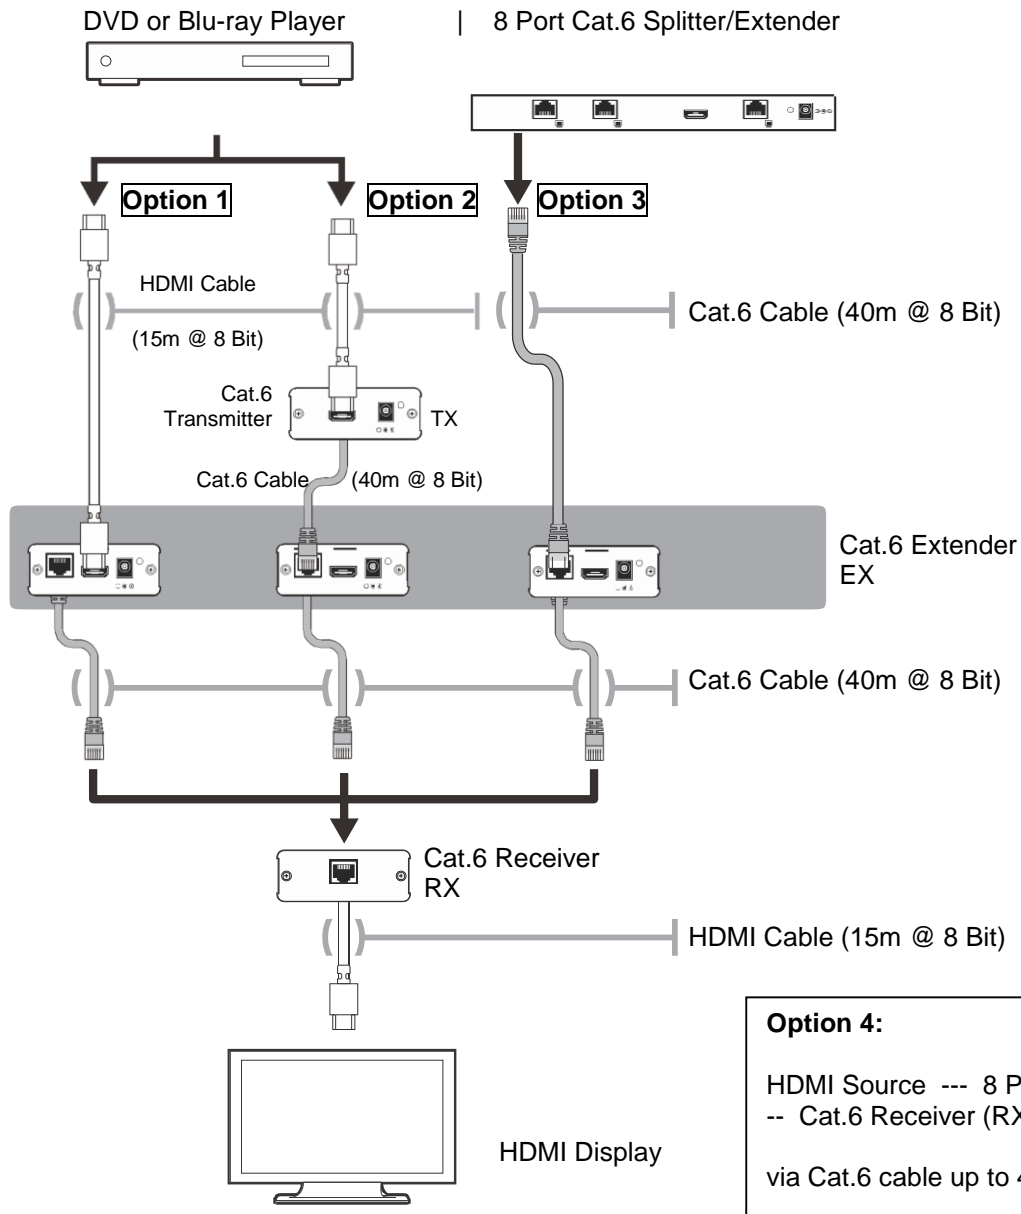 DVD or Blu-ray Player | 8 Port Cat.6 Splitter/Extender
Option 1
Option 2
Option 3
HDMI Cable
(15m @ 8 Bit)
Cat.6 Cable (40m @ 8 Bit)
Cat.6
Transmitter
TX
Cat.6 Cable (40m @ 8 Bit)
Cat.6 Extender
EX
Cat.6 Cable (40m @ 8 Bit)
Cat.6 Receiver
RX
HDMI Cable (15m @ 8 Bit)
Option 4:
HDMI Source --- 8 P
-- Cat.6 Receiver (RX
via Cat.6 cable up to 4
HDMI Display